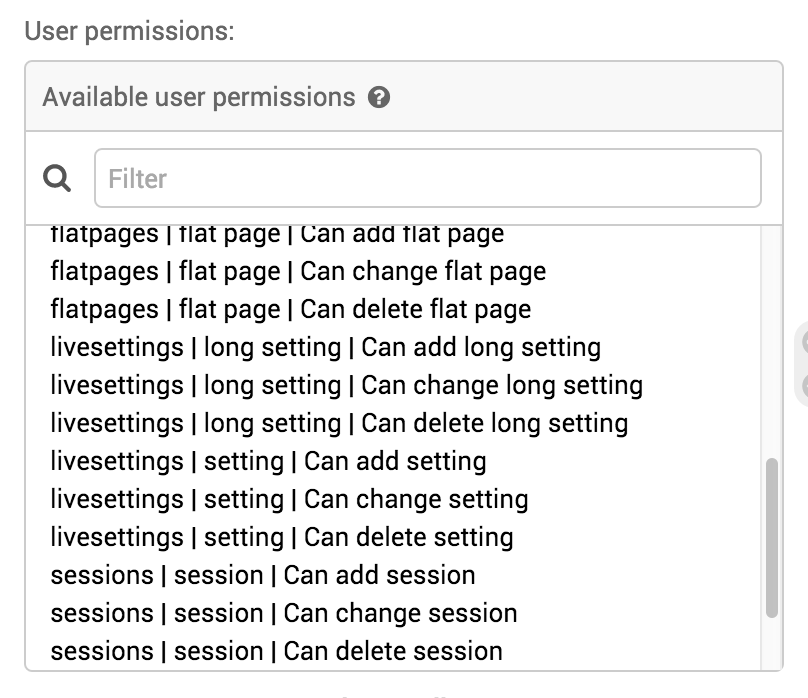 User permissions:
Available user permissions ?
Filter
flatpages | flat page | Can add flat page
flatpages | flat page | Can change flat page
flatpages | flat page | Can delete flat page
livesettings | long setting | Can add long setting
livesettings | long setting | Can change long setting
livesettings | long setting | Can delete long setting
livesettings | setting | Can add setting
livesettings | setting | Can change setting
livesettings | setting | Can delete setting
sessions | session | Can add session
sessions | session | Can change session
sessions | session | Can delete session